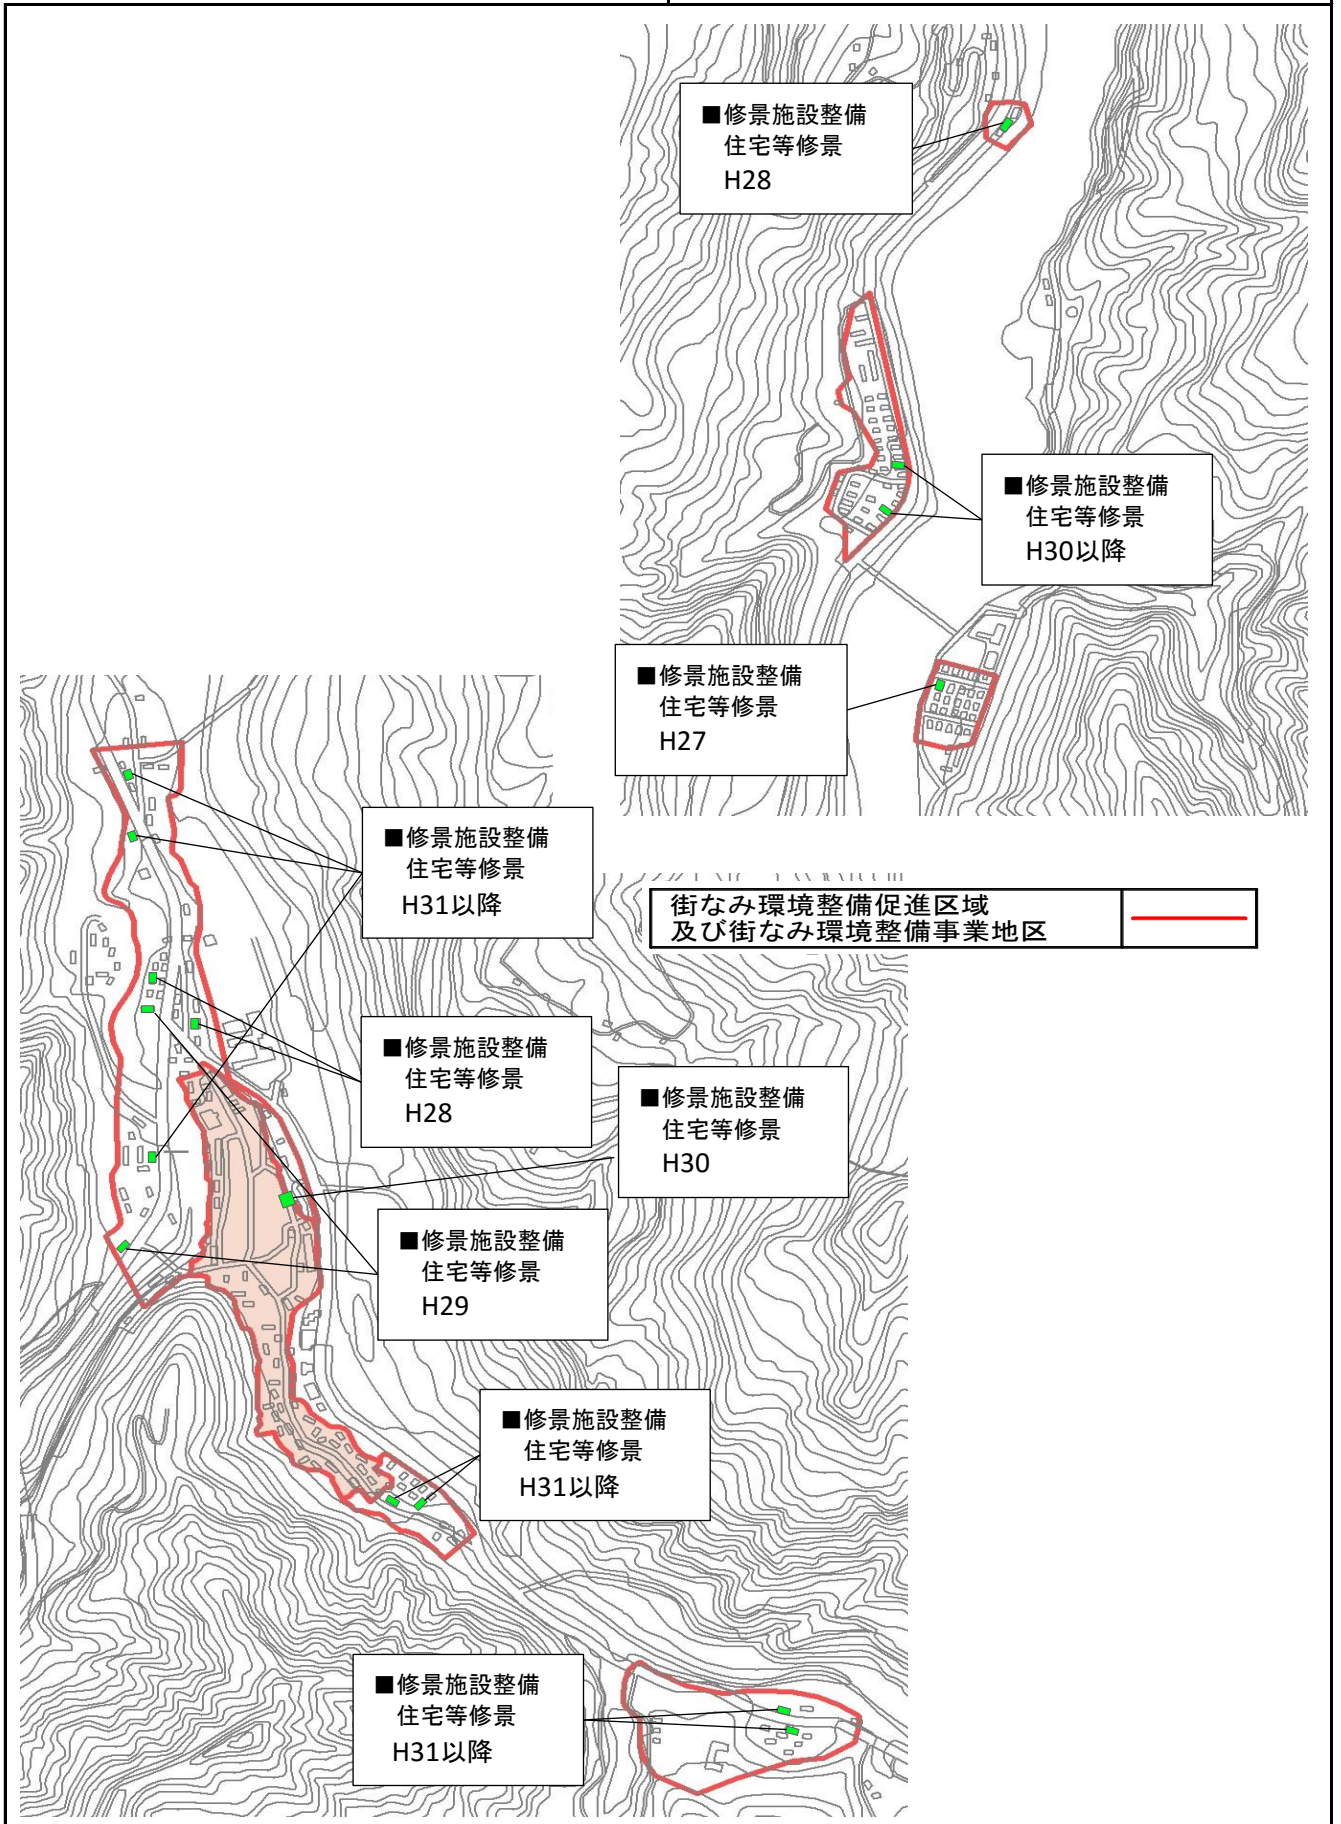 ■修景施設整備
住宅等修景
H28
■修景施設整備
住宅等修景
H30以降
■修景施設整備
住宅等修景
H27
■修景施設整備
住宅等修景
H31以降
街なみ環境整備促進区域
及び街なみ環境整備事業地区
■修景施設整備
住宅等修景
H28
■修景施設整備
住宅等修景
H30
■修景施設整備
住宅等修景
H29
■修景施設整備
住宅等修景
H31以降
■修景施設整備
住宅等修景
H31以降